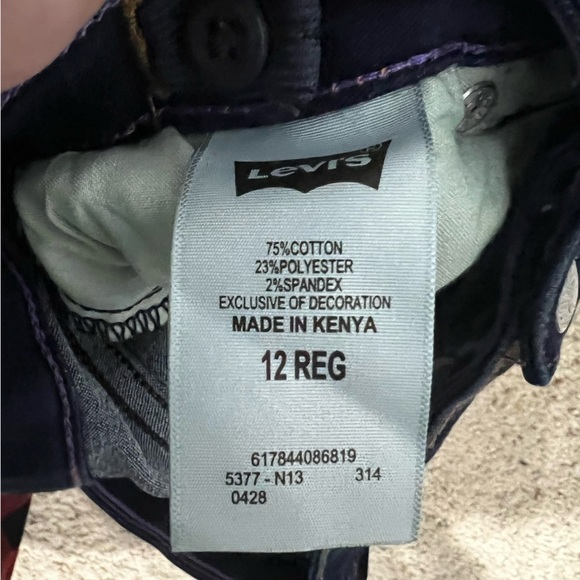 Levi's
75%COTTON
23%POLYESTER
2%SPANDEX
EXCLUSIVE OF DECORATION
MADE IN KENYA
12 REG
617844086819
5377 - N13 314
0428